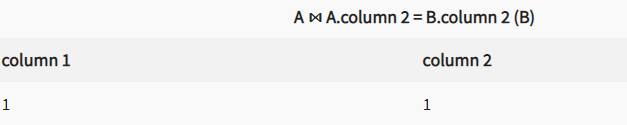 A ⋈ A.column 2 = B.column 2 (B)
column 1 column 2
1 1